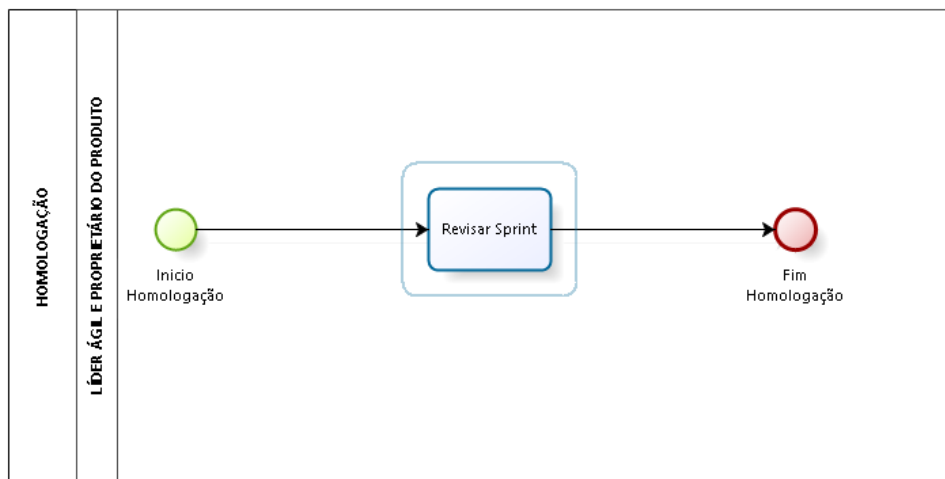 HOMOLOGAÇÃO
LÍDER ÁGIL E PROPRIETÁRIO DO PRODUTO
Inicio
Homologação
Revisar Sprint
Fim
Homologação